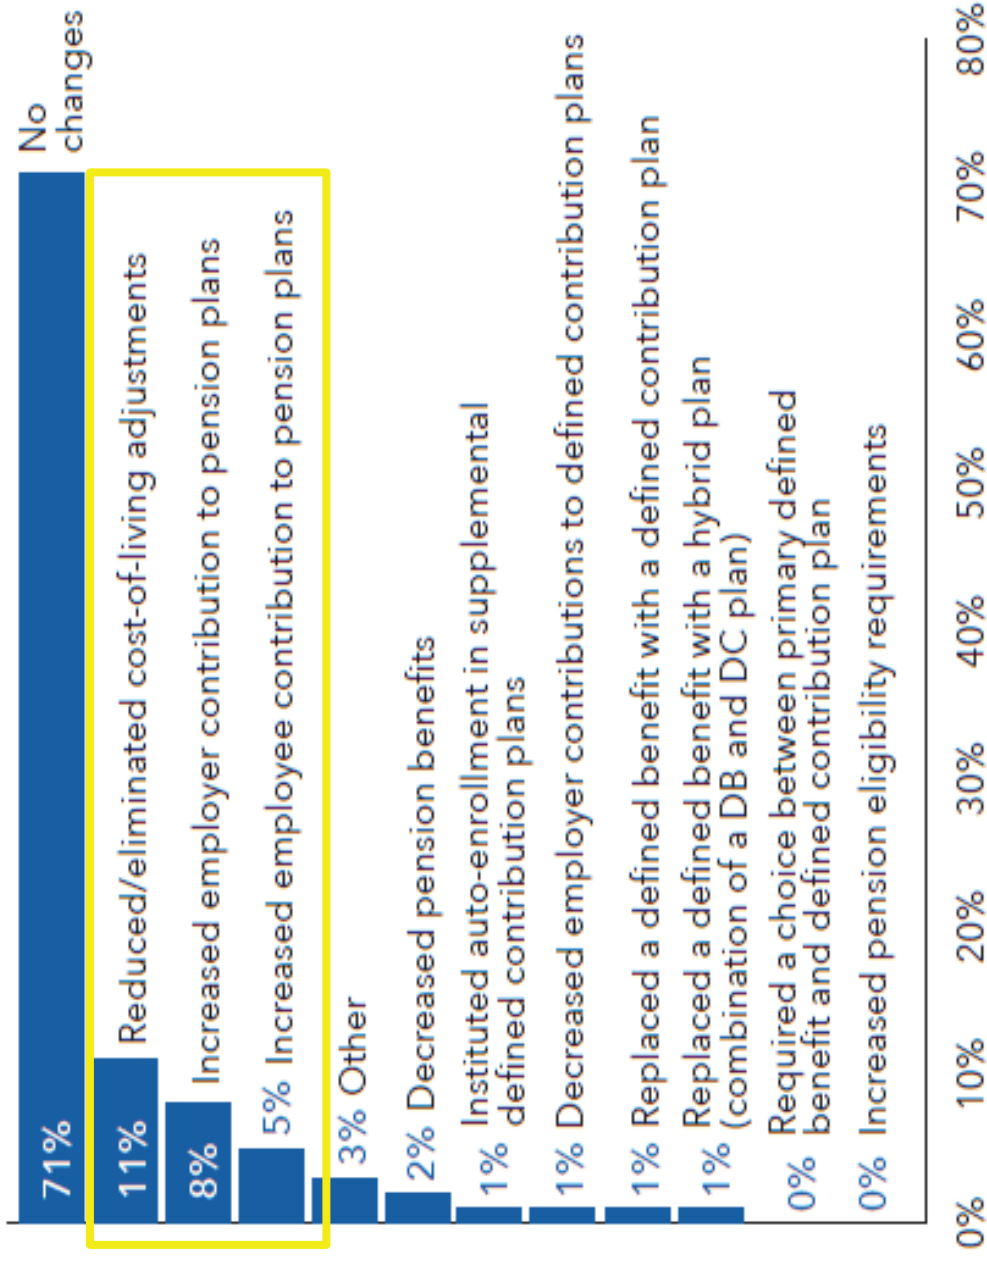 71% No
changes
11% Reduced/eliminated cost-of-living adjustments
8% Increased employer contribution to pension plans
5% Increased employee contribution to pension plans
3% Other
2% Decreased pension benefits
1% Instituted auto-enrollment in supplemental
defined contribution plans
1% Decreased employer contributions to defined contribution plans
1% Replaced a defined benefit with a defined contribution plan
1% Replaced a defined benefit with a hybrid plan
(combination of a DB and DC plan)
0% Required a choice between primary defined
benefit and defined contribution plan
0% Increased pension eligibility requirements
0% 10% 20% 30% 40% 50% 60% 70% 80%